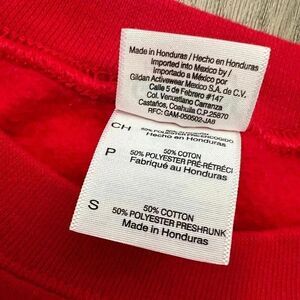 Made in Honduras / Hecho en Honduras
Imported into Mexico by /
Importado a México por
Gildan Activewear México S.A. de C.V.
Calle 5 de Febrero #147
Col. Venustiano Carranza
Castaños, Coahuila C.P. 25870
RFC: GAM-050502-JA8
CH
Hecho en Honduras
P
50% COTON
50% POLYESTER PRÉ-RÉTRÉCI
Fabriqué au Honduras
S
50% COTTON
50% POLYESTER PRESHRUNK
Made in Honduras